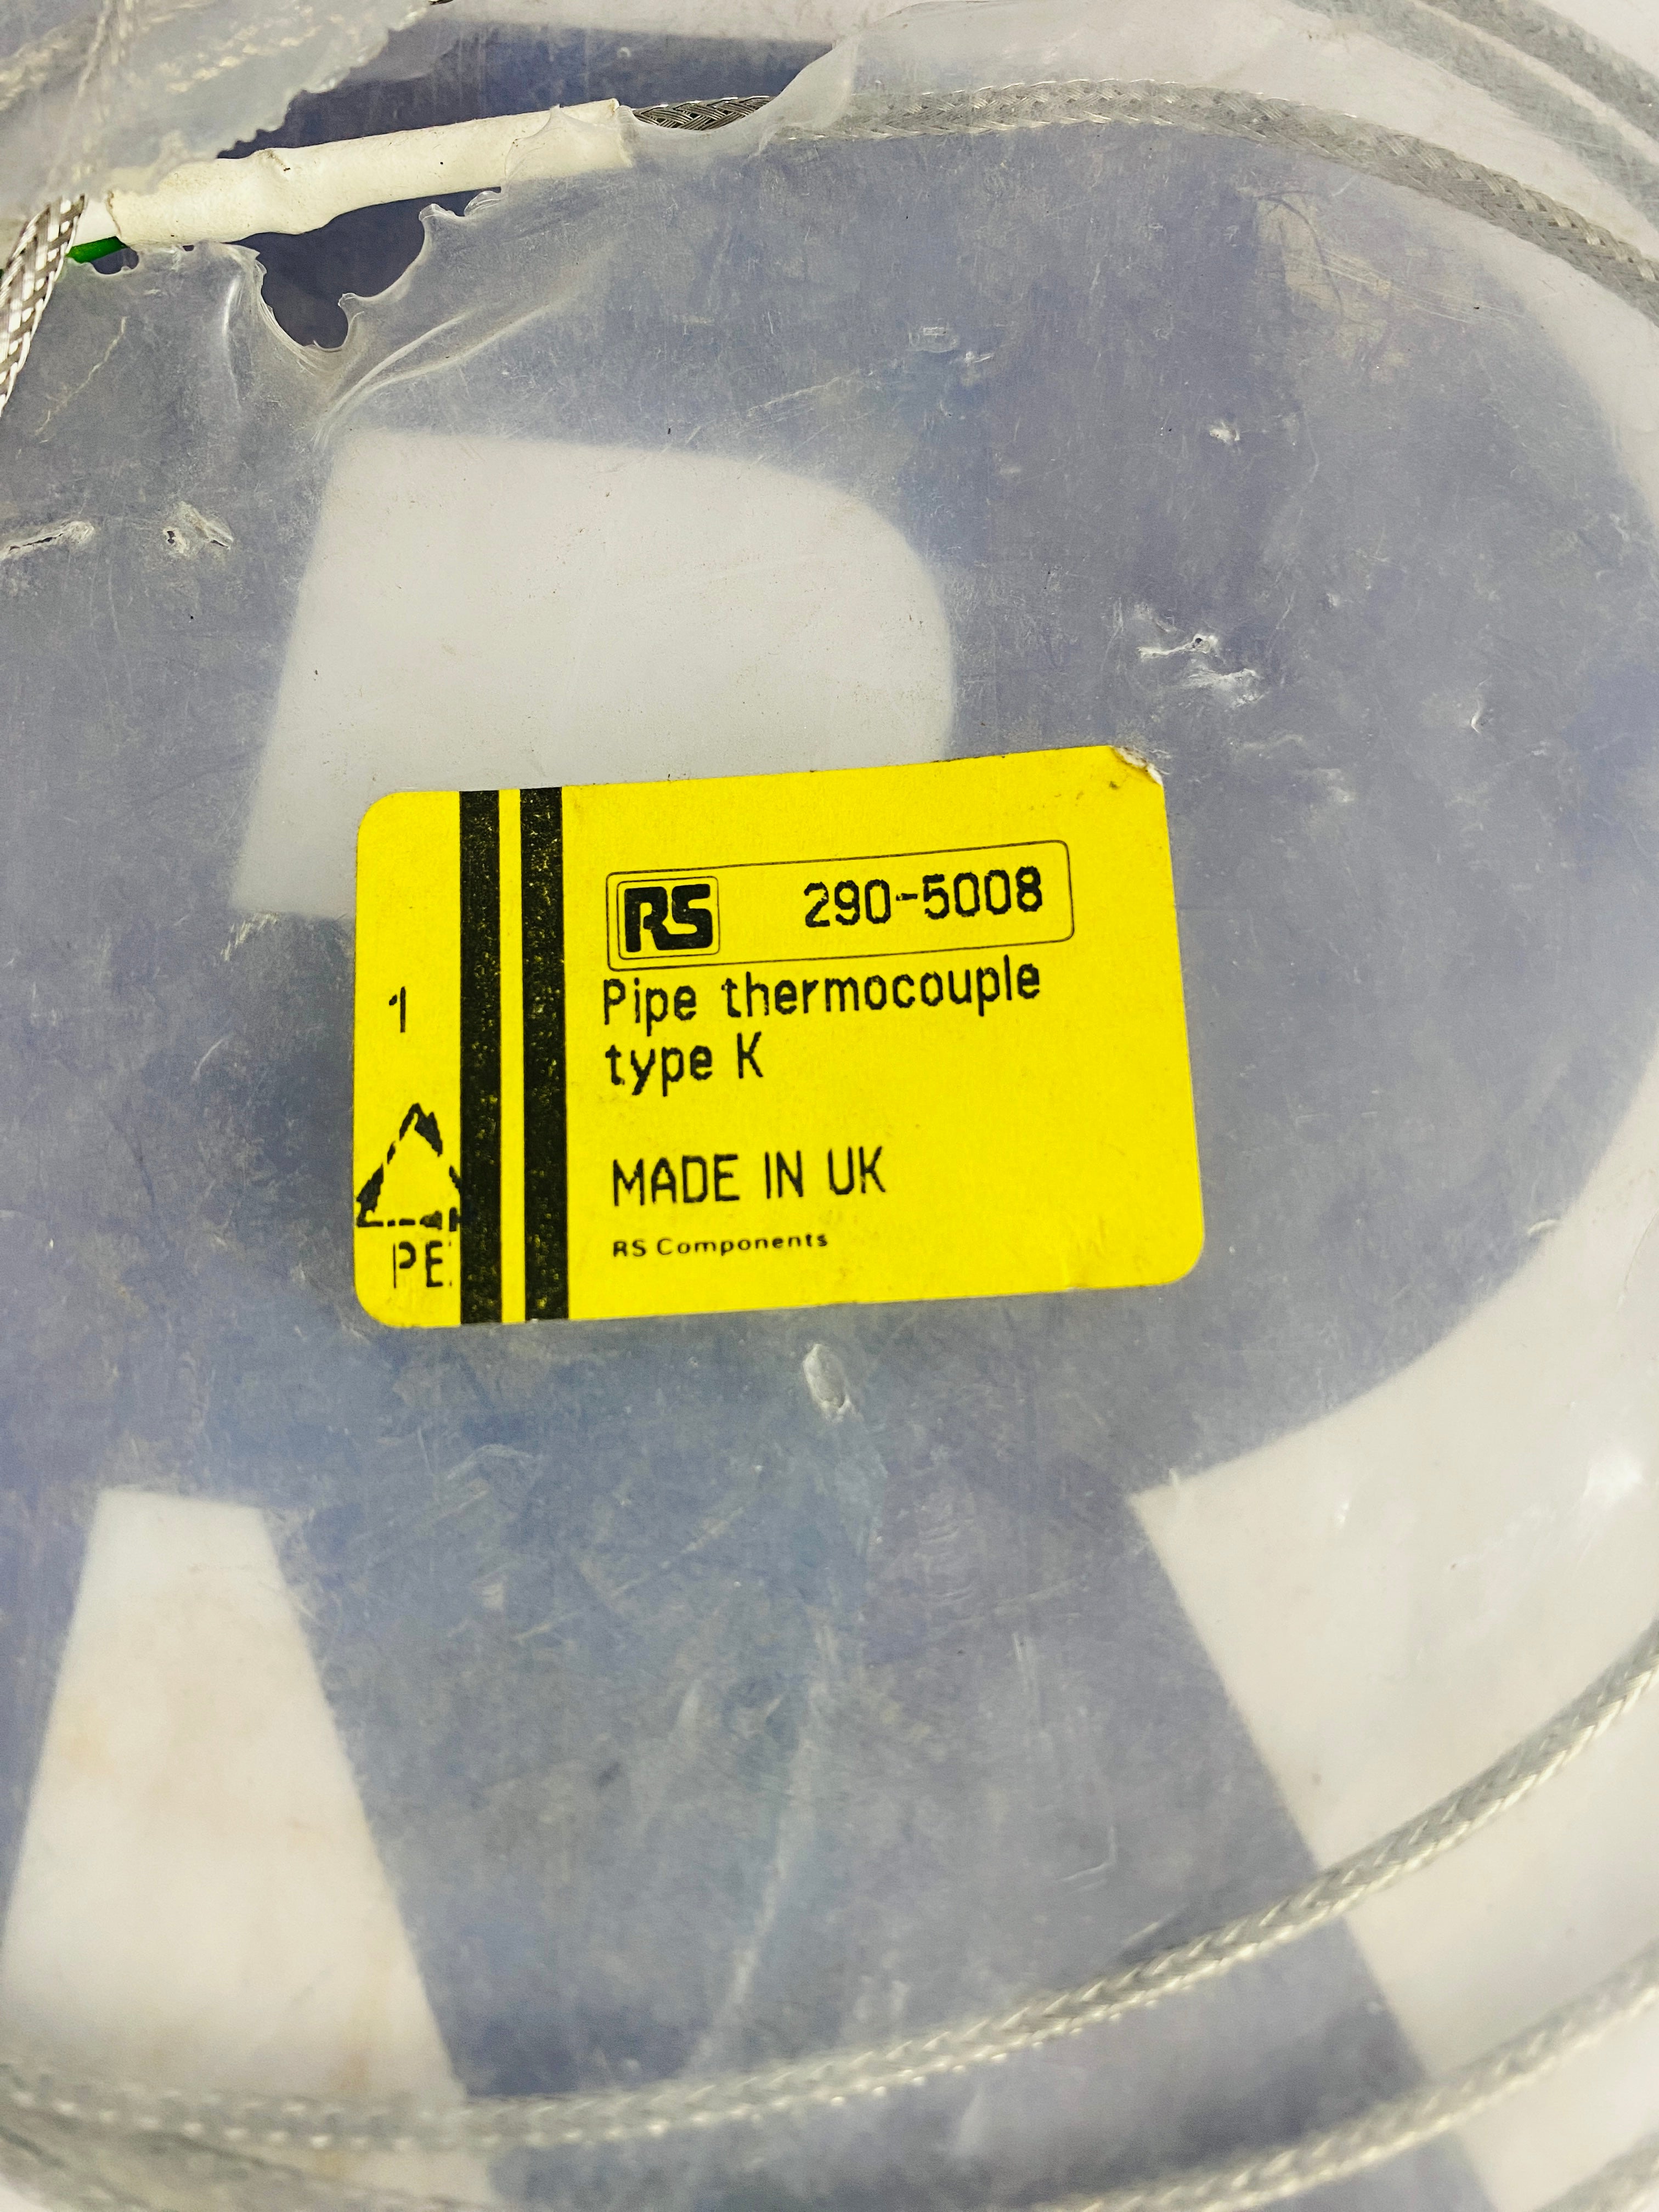 RS 290-5008
Pipe thermocouple
type K
1
MADE IN UK
RS Components
PE